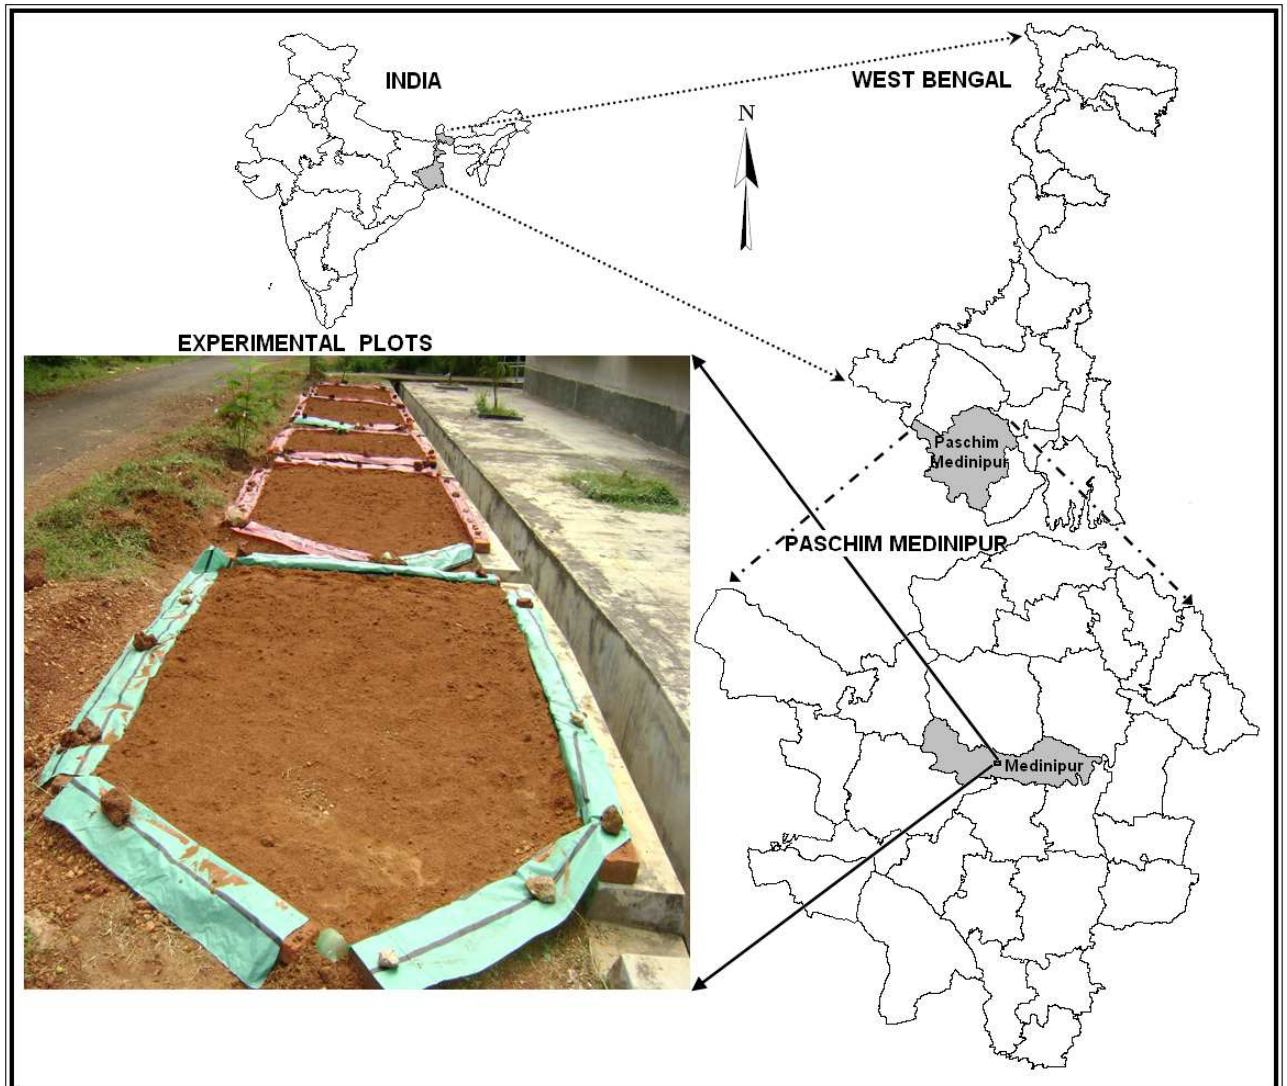 INDIA
WEST BENGAL
N
EXPERIMENTAL PLOTS
Paschim
Medinipur
PASCHIM MEDINIPUR
Medinipur